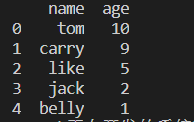 name age
0 tom 10
1 carry 9
2 like 5
3 jack 2
4 belly 1